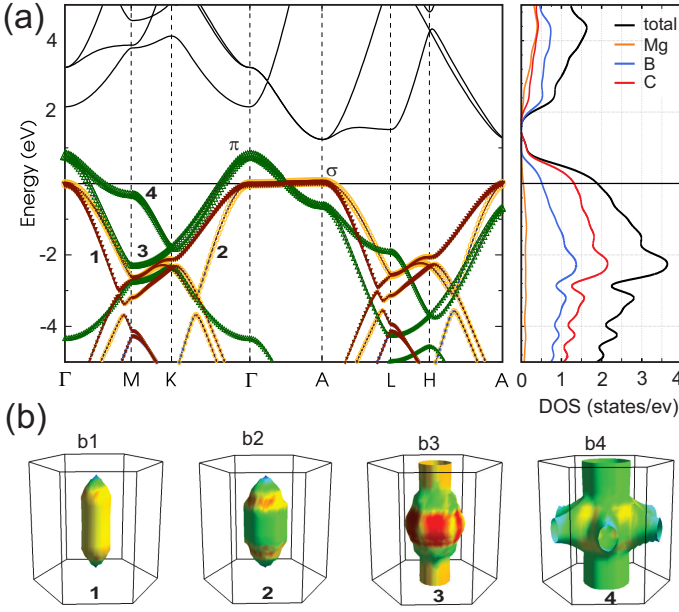 (a)
4
2
0
-2
-4
Energy (eV)
π
σ
4
3
1
2
Γ M K Γ A L H A
total
Mg
B
C
0 1 2 3 4
DOS (states/ev)
(b)
b1 b2 b3 b4
1 2 3 4